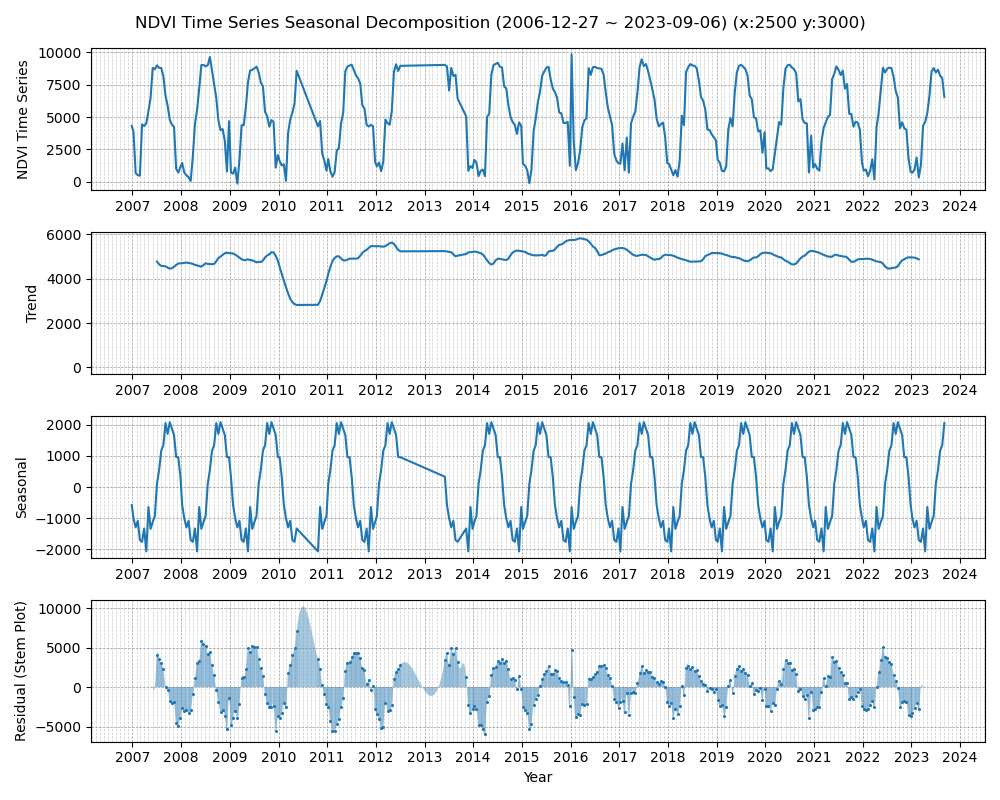 NDVI Time Series Seasonal Decomposition (2006-12-27 ~ 2023-09-06) (x:2500 y:3000)
NDVI Time Series
10000
7500
5000
2500
0
2007 2008 2009 2010 2011 2012 2013 2014 2015 2016 2017 2018 2019 2020 2021 2022 2023 2024
Trend
6000
4000
2000
0
2007 2008 2009 2010 2011 2012 2013 2014 2015 2016 2017 2018 2019 2020 2021 2022 2023 2024
Seasonal
2000
1000
0
−1000
−2000
2007 2008 2009 2010 2011 2012 2013 2014 2015 2016 2017 2018 2019 2020 2021 2022 2023 2024
Residual (Stem Plot)
10000
5000
0
−5000
2007 2008 2009 2010 2011 2012 2013 2014 2015 2016 2017 2018 2019 2020 2021 2022 2023 2024
Year